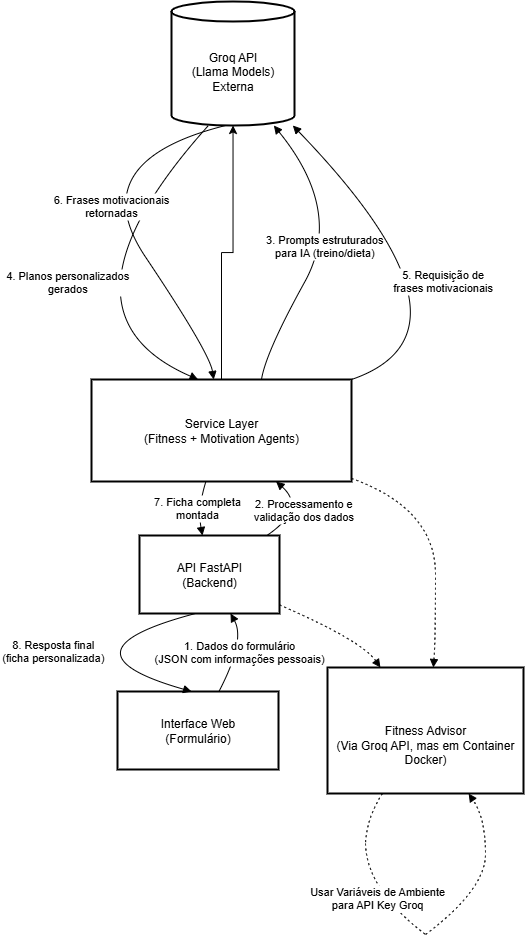 Groq API
(Llama Models)
Externa
6. Frases motivacionais
retornadas
3. Prompts estruturados
para IA (treino/dieta)
4. Planos personalizados
gerados
5. Requisição de
frases motivacionais
Service Layer
(Fitness + Motivation Agents)
7. Ficha completa
montada
2. Processamento e
validação dos dados
API FastAPI
(Backend)
8. Resposta final
(ficha personalizada)
1. Dados do formulário
(JSON com informações pessoais)
Interface Web
(Formulário)
Fitness Advisor
(Via Groq API, mas em Container
Docker)
Usar Variáveis de Ambiente
para API Key Groq